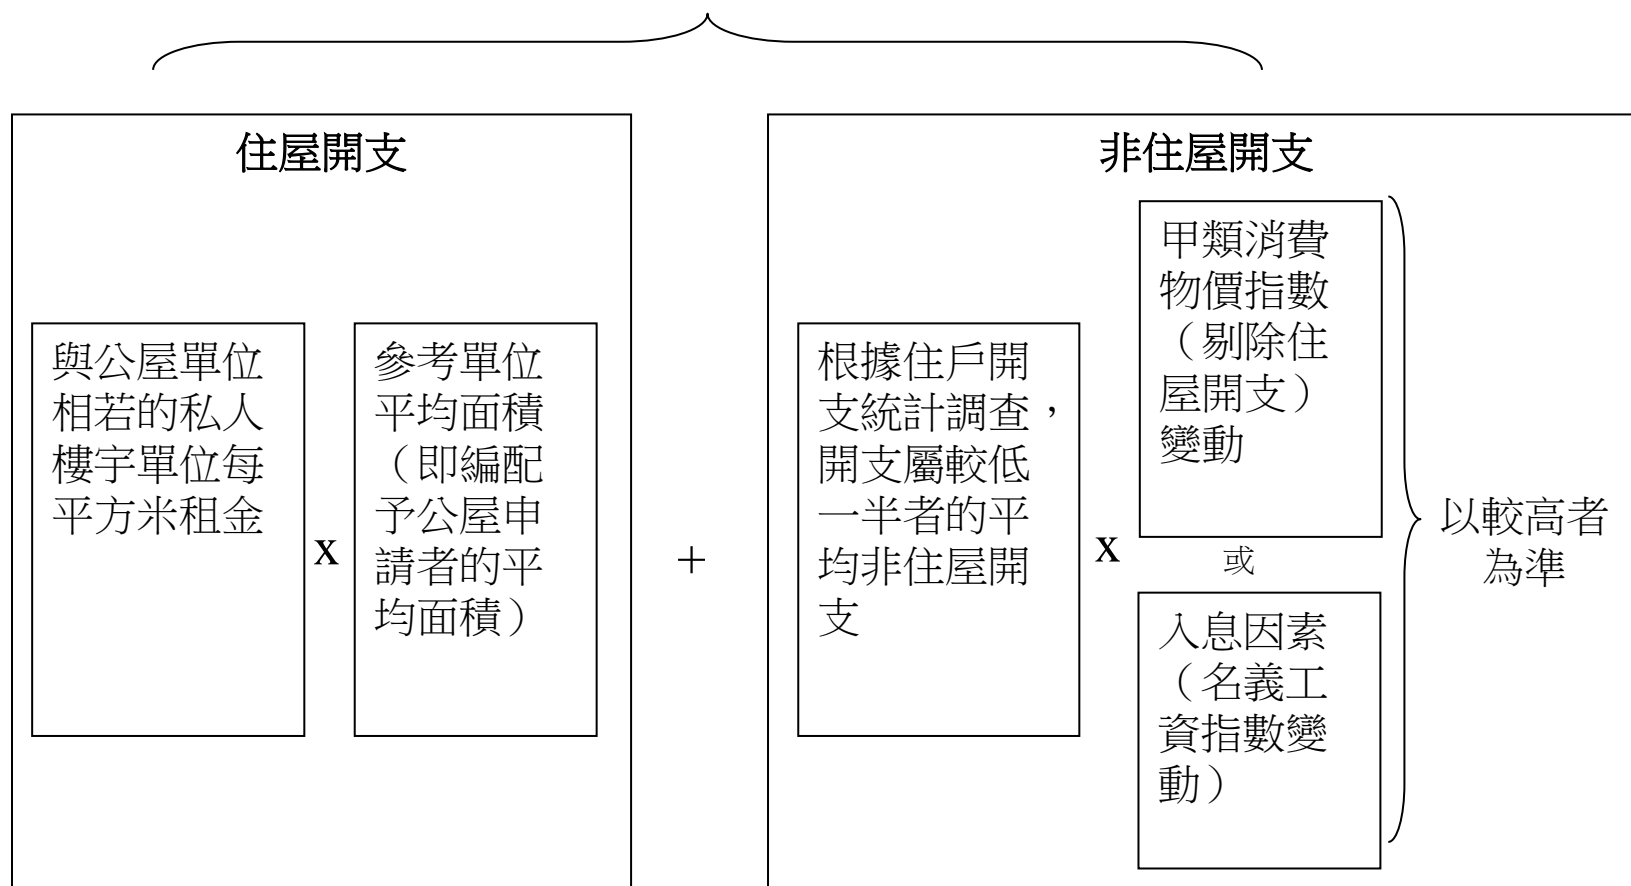 住屋開支
與公屋單位
相若的私人
樓宇單位每
平方米租金
x
參考單位
平均面積
（即編配
予公屋申
請者的平
均面積）
+
非住屋開支
根據住戶開
支統計調查，
開支屬較低
一半者的平
均非住屋開
支
x
甲類消費
物價指數
（剔除住
屋開支）
變動
或
入息因素
（名義工
資指數變
動）
以較高者
為準